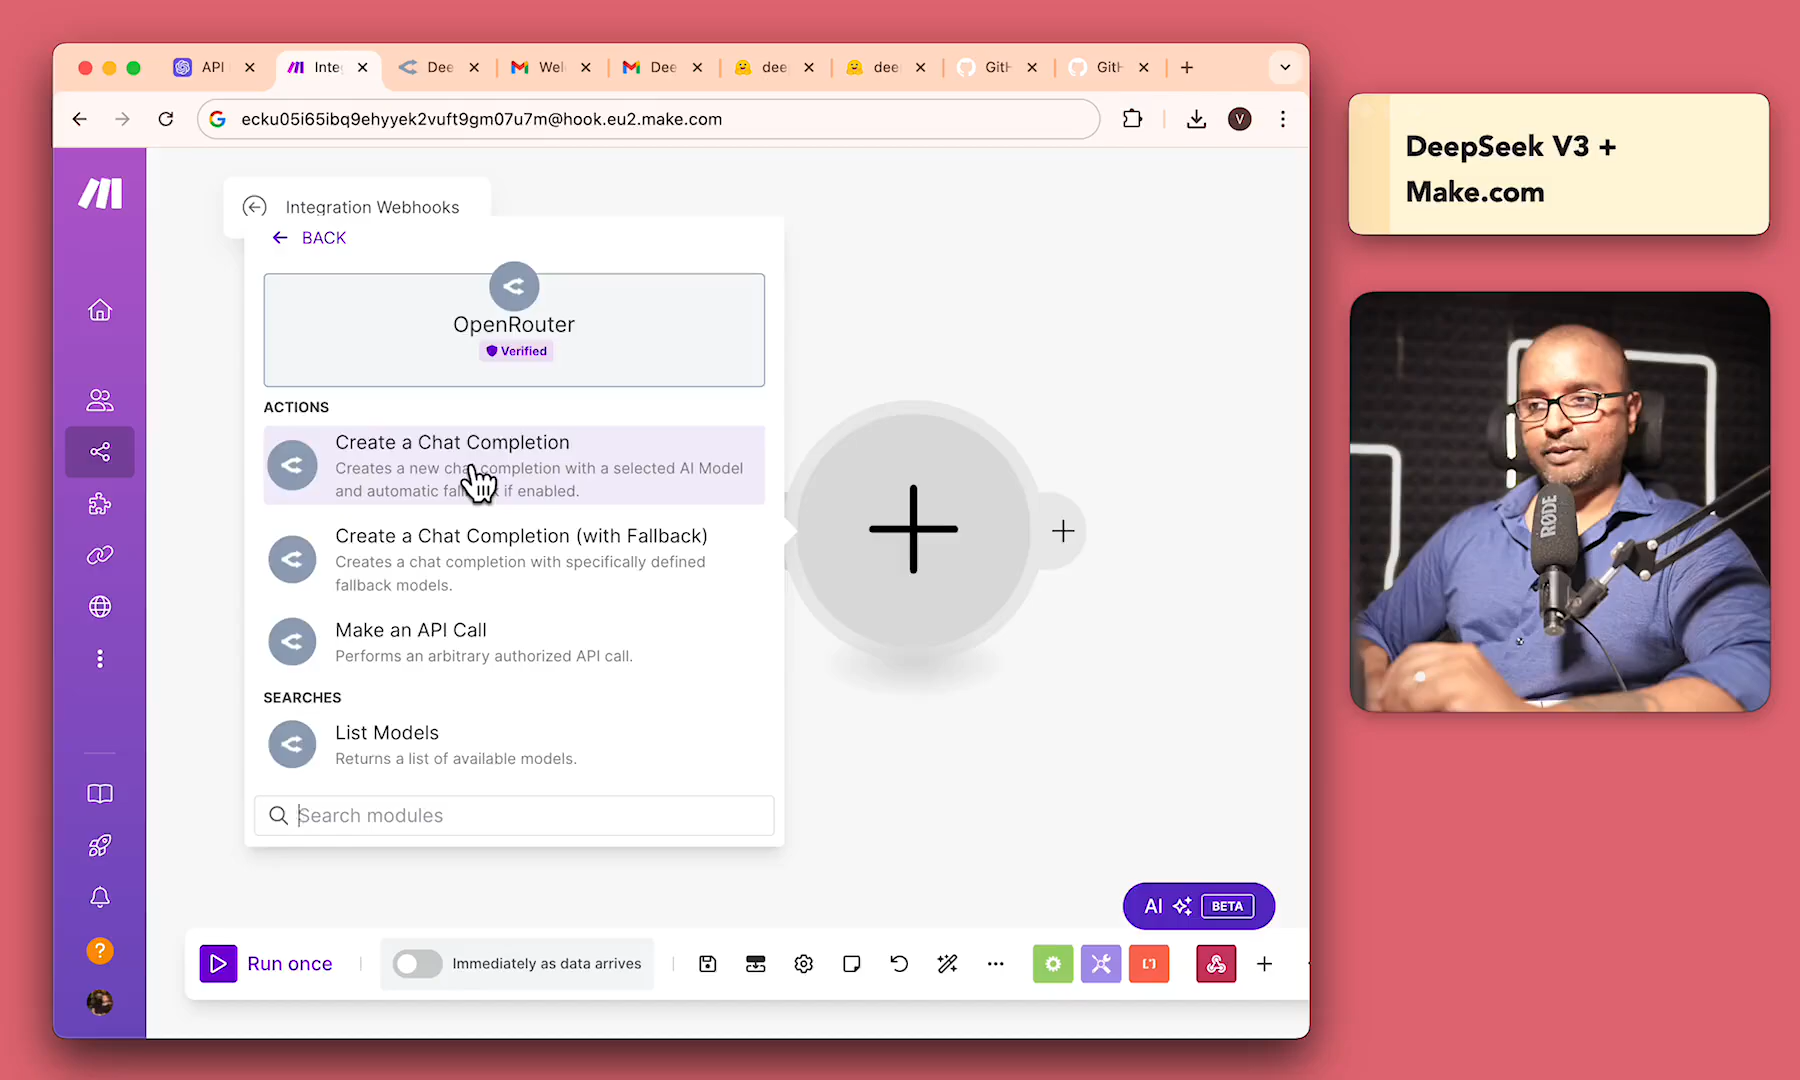 API
Inte
Dee
Wel
Dee
dee
dee
GitH
GitH
ecku05i65ibq9ehyyek2vuft9gm07u7m@hook.eu2.make.com
V
DeepSeek V3 +
Make.com
Integration Webhooks
BACK
OpenRouter
Verified
ACTIONS
Create a Chat Completion
Creates a new chat completion with a selected AI Model
and automatic fallback if enabled.
Create a Chat Completion (with Fallback)
Creates a chat completion with specifically defined
fallback models.
Make an API Call
Performs an arbitrary authorized API call.
SEARCHES
List Models
Returns a list of available models.
Search modules
RØDE
AI BETA
?
Run once
Immediately as data arrives